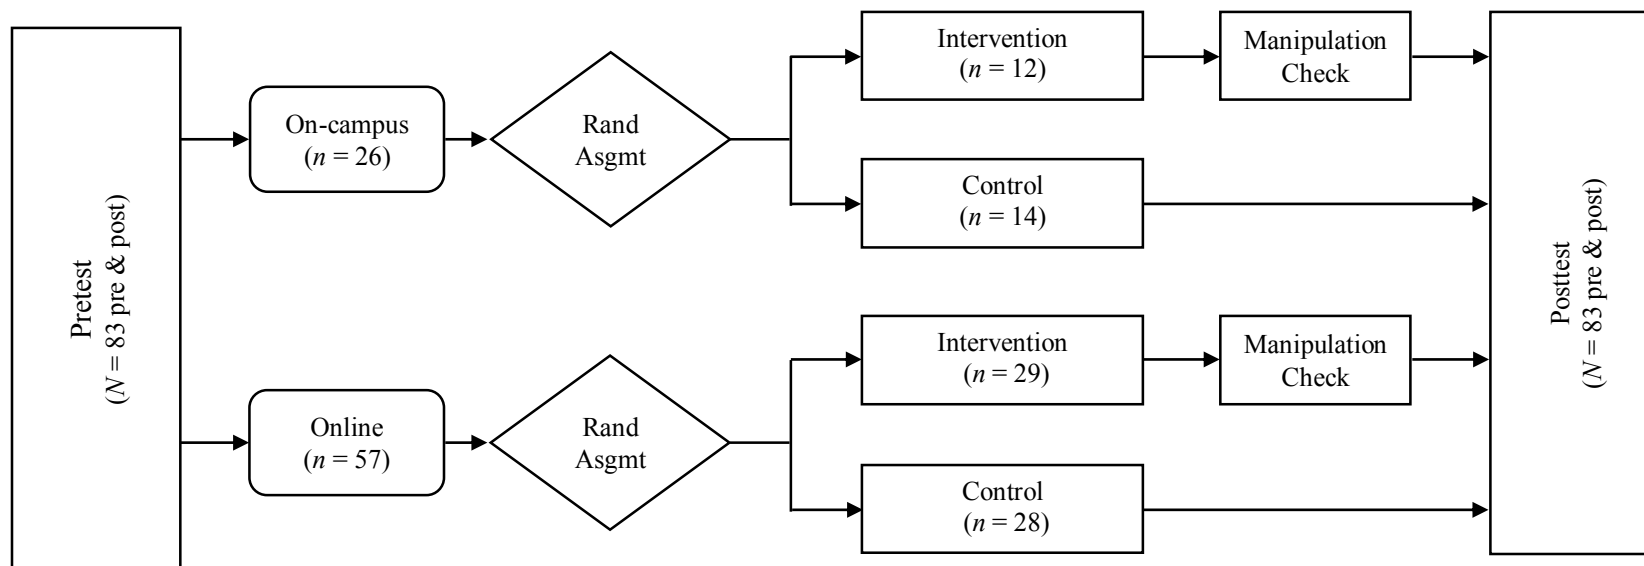 Pretest
(N = 83 pre & post)
On-campus
(n = 26)
Rand
Asgmt
Intervention
(n = 12)
Manipulation
Check
Control
(n = 14)
Online
(n = 57)
Rand
Asgmt
Intervention
(n = 29)
Manipulation
Check
Control
(n = 28)
Posttest
(N = 83 pre & post)